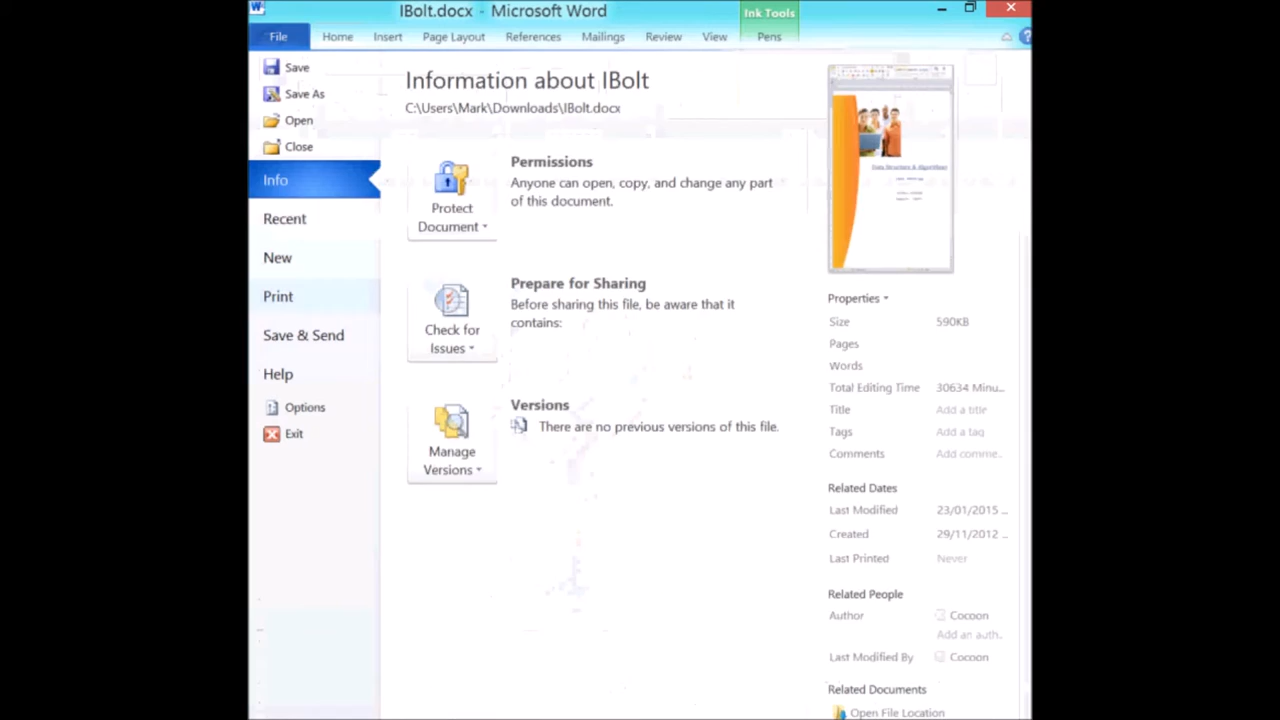 IBolt.docx - Microsoft Word
Ink Tools
File Home Insert Page Layout References Mailings Review View Pens
Save
Save As
Open
Close
Info
Recent
New
Print
Save & Send
Help
Options
Exit
Information about IBolt
C:\Users\Mark\Downloads\IBolt.docx
Protect
Document
Permissions
Anyone can open, copy, and change any part
of this document.
Check for
Issues
Prepare for Sharing
Before sharing this file, be aware that it
contains:
Manage
Versions
Versions
There are no previous versions of this file.
Data Structure & Algorithms
Properties
Size 590KB
Pages
Words
Total Editing Time 30634 Minu...
Title Add a title
Tags Add a tag
Comments Add comme..
Related Dates
Last Modified 23/01/2015 ...
Created 29/11/2012 ...
Last Printed Never
Related People
Author Cocoon
Add an auth..
Last Modified By Cocoon
Related Documents
Open File Location